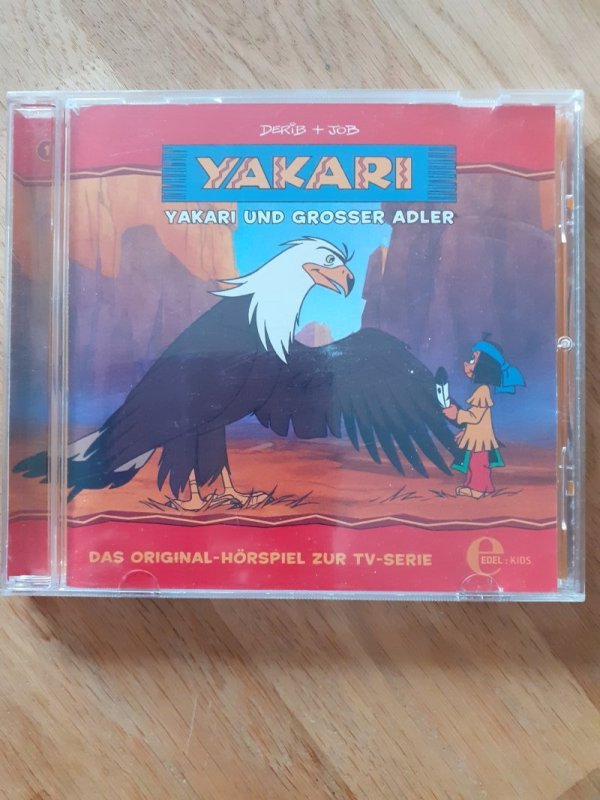 DERIB + JOB
YAKARI
YAKARI UND GROSSER ADLER
DAS ORIGINAL-HÖRSPIEL ZUR TV-SERIE
e
EDEL:KIDS